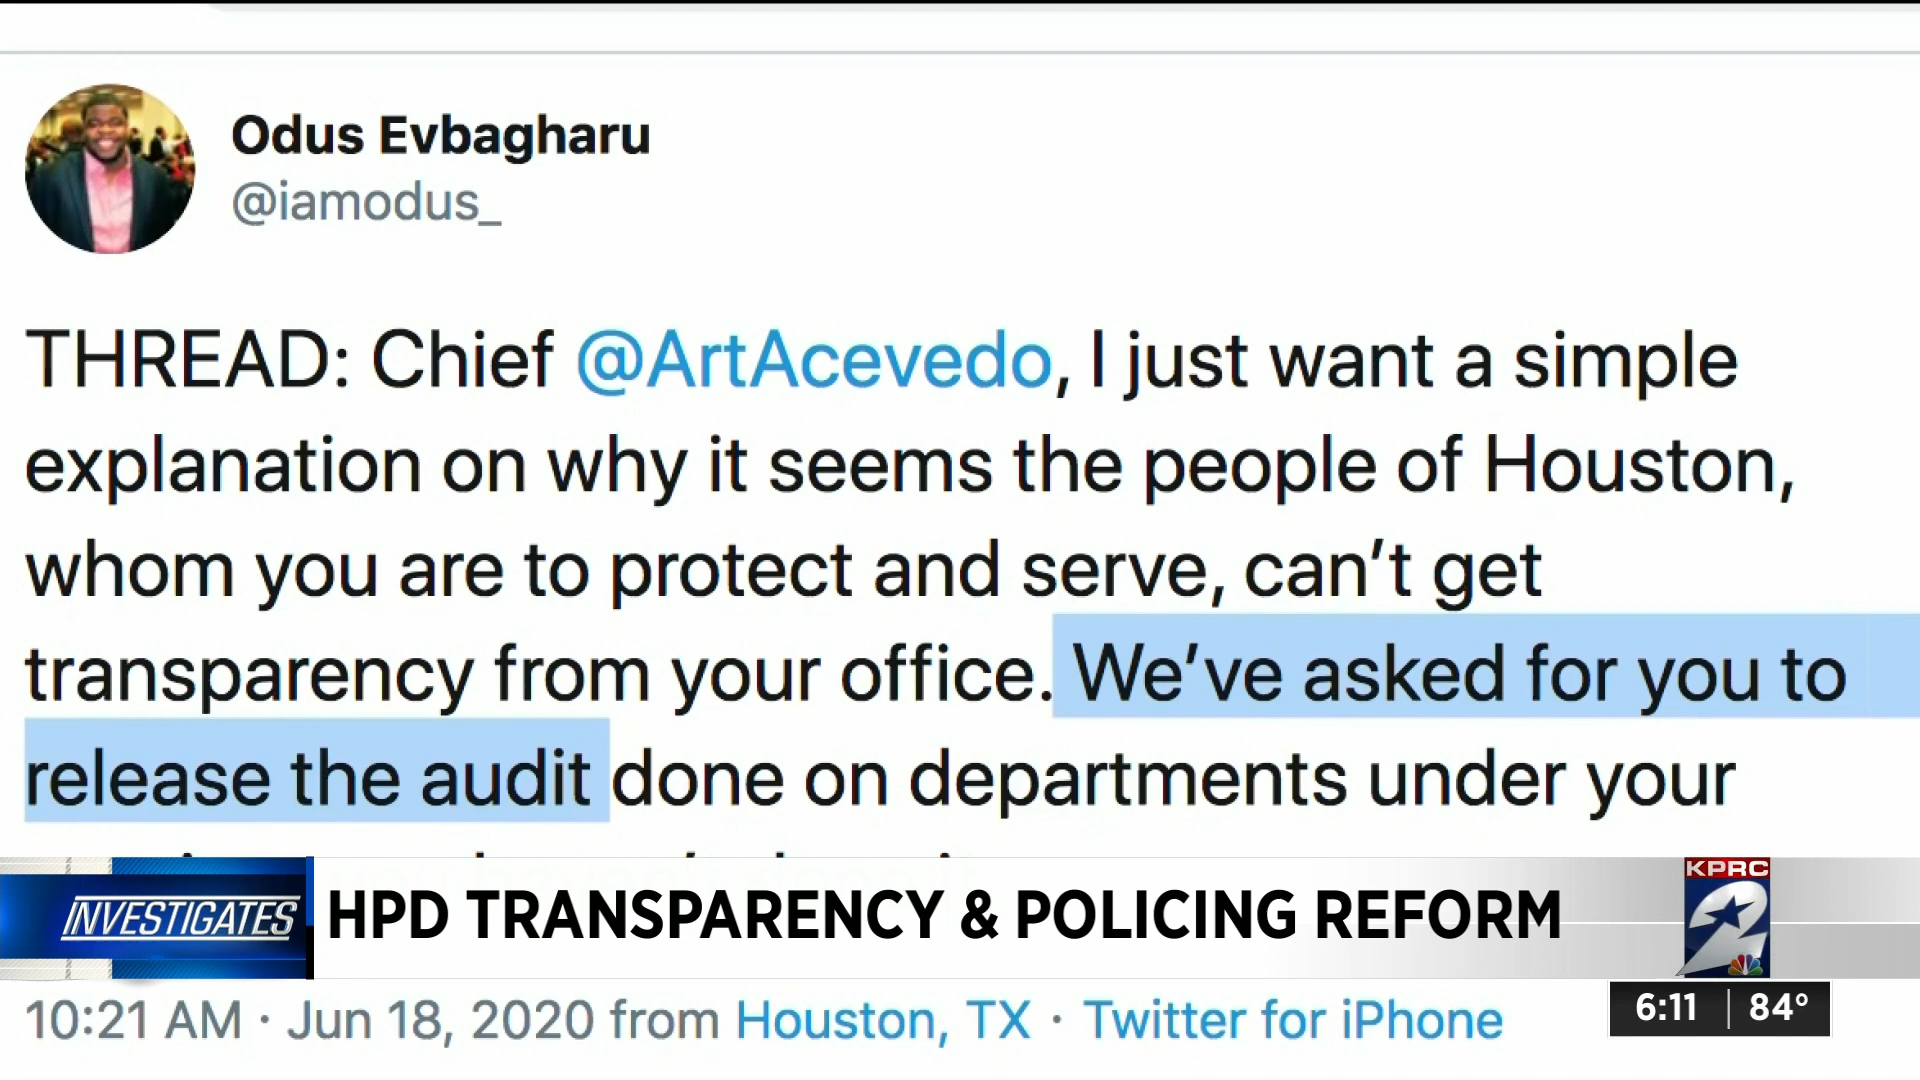 Odus Evbagharu
@iamodus_
THREAD: Chief @ArtAcevedo, I just want a simple
explanation on why it seems the people of Houston,
whom you are to protect and serve, can't get
transparency from your office. We've asked for you to
release the audit done on departments under your
INVESTIGATES
HPD TRANSPARENCY & POLICING REFORM
KPRC
2
10:21 AM · Jun 18, 2020 from Houston, TX · Twitter for iPhone
6:11 84°